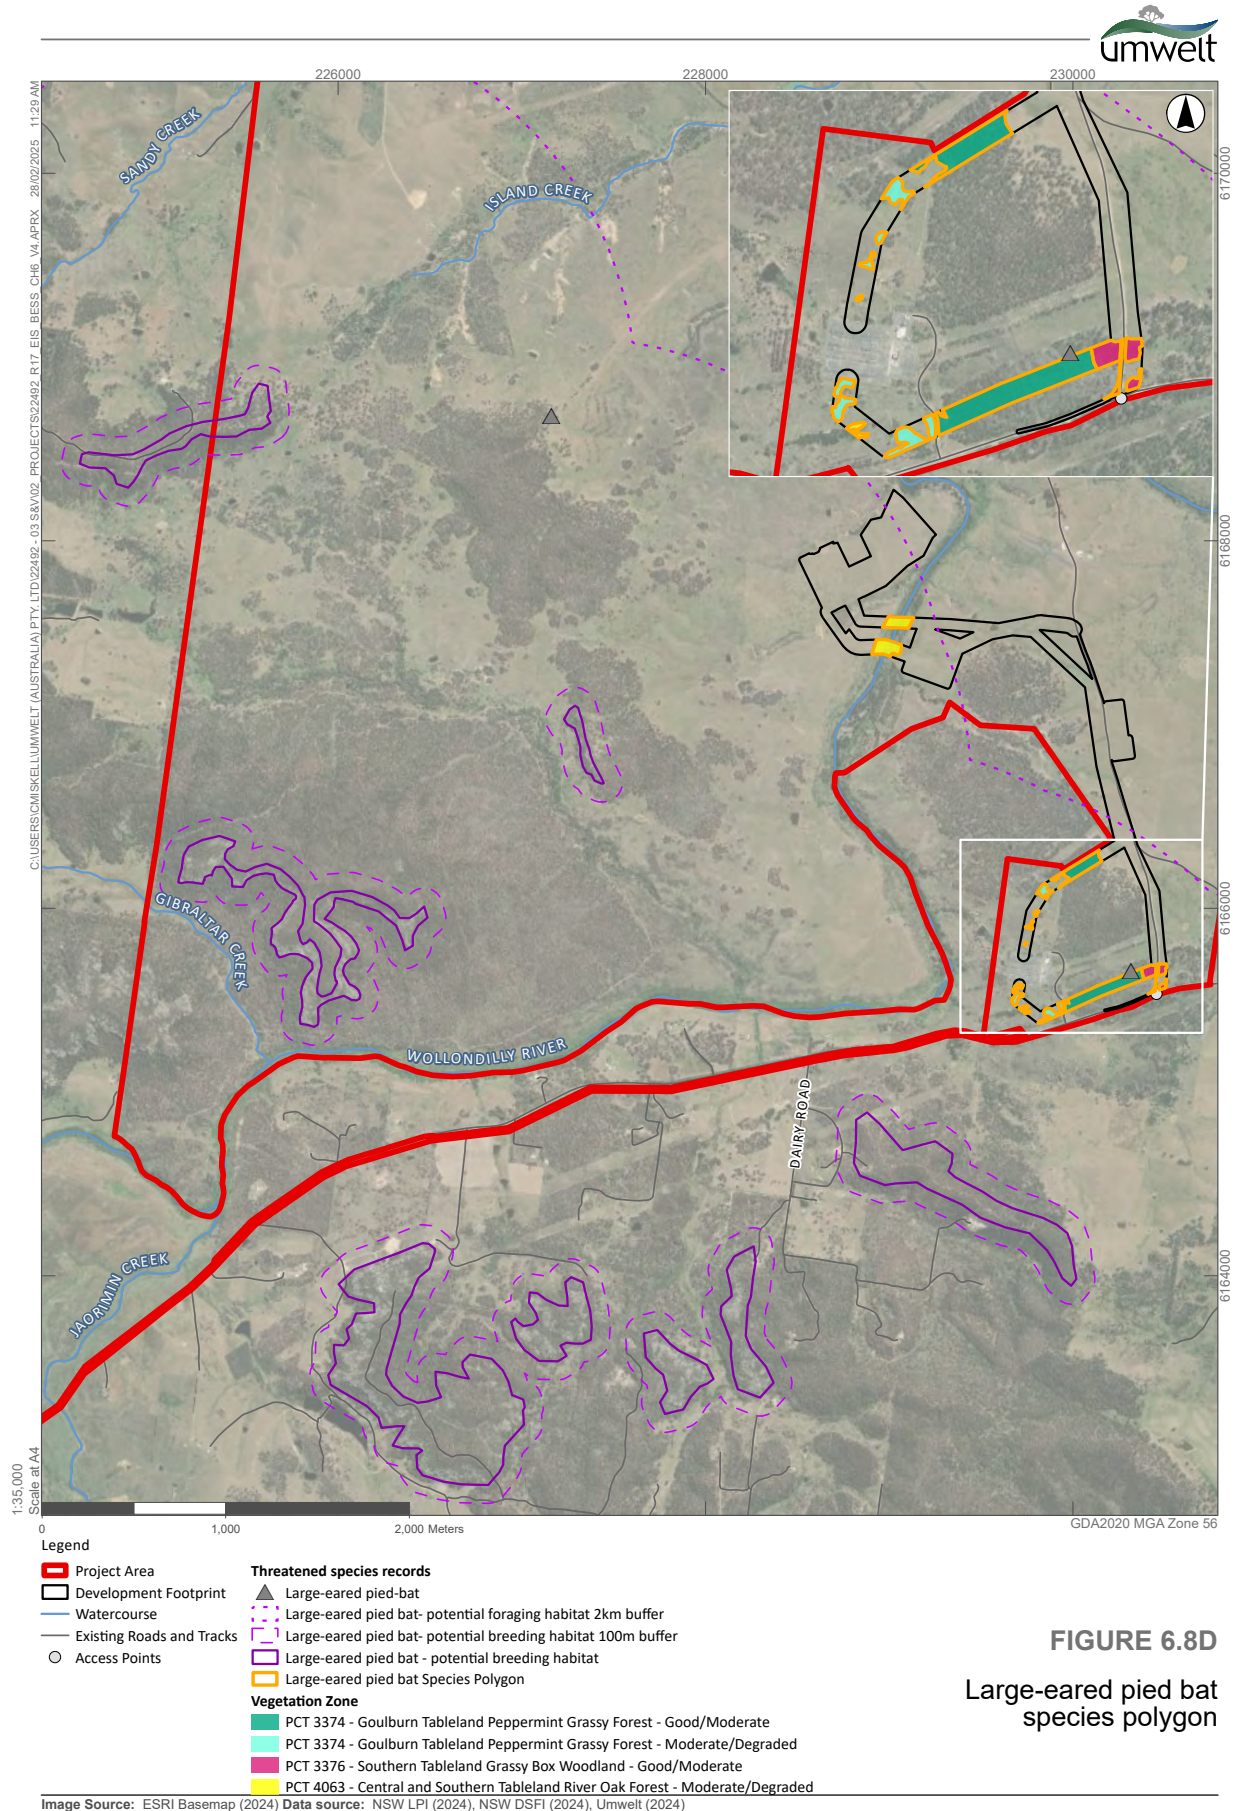 umwelt
226000
228000
230000
C:\USERS\CMISKELL\UMWELT (AUSTRALIA) PTY. LTD\22492 - 03 S&V\02 PROJECTS\22492_R17_EIS_BESS_CH6_V4.APRX 28/02/2025 11:29 AM
SANDY CREEK
ISLAND CREEK
6170000
6168000
GIBRALTAR CREEK
6166000
WOLLONDILLY RIVER
DAIRY ROAD
JAORIMIN CREEK
6164000
1:35,000
Scale at A4
0 1,000 2,000 Meters
GDA2020 MGA Zone 56
Legend
Project Area
Development Footprint
Watercourse
Existing Roads and Tracks
Access Points
Threatened species records
Large-eared pied-bat
Large-eared pied bat- potential foraging habitat 2km buffer
Large-eared pied bat- potential breeding habitat 100m buffer
Large-eared pied bat - potential breeding habitat
Large-eared pied bat Species Polygon
Vegetation Zone
PCT 3374 - Goulburn Tableland Peppermint Grassy Forest - Good/Moderate
PCT 3374 - Goulburn Tableland Peppermint Grassy Forest - Moderate/Degraded
PCT 3376 - Southern Tableland Grassy Box Woodland - Good/Moderate
PCT 4063 - Central and Southern Tableland River Oak Forest - Moderate/Degraded
FIGURE 6.8D
Large-eared pied bat
species polygon
Image Source: ESRI Basemap (2024) Data source: NSW LPI (2024), NSW DSFI (2024), Umwelt (2024)